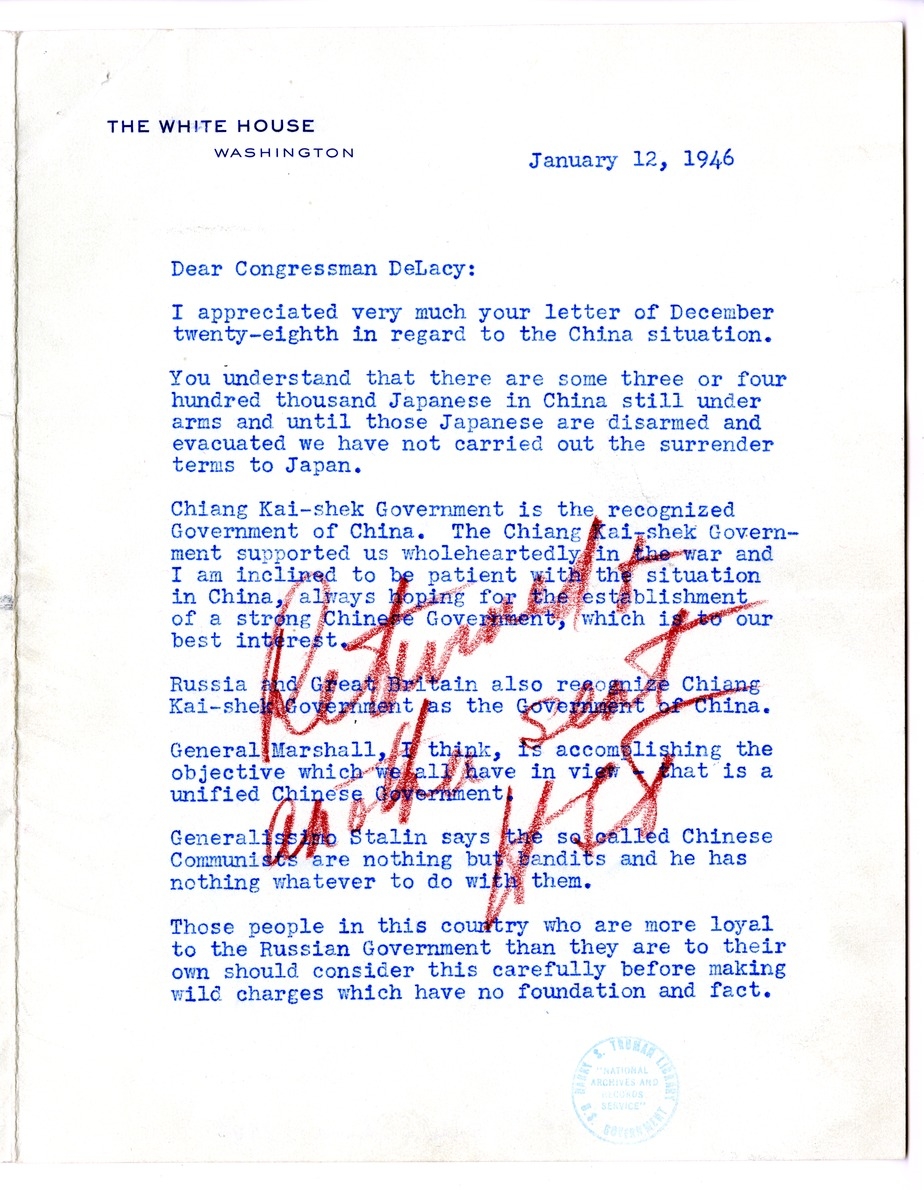 THE WHITE HOUSE
WASHINGTON
January 12, 1946
Dear Congressman DeLacy:
I appreciated very much your letter of December
twenty-eighth in regard to the China situation.
You understand that there are some three or four
hundred thousand Japanese in China still under
arms and until those Japanese are disarmed and
evacuated we have not carried out the surrender
terms to Japan.
Chiang Kai-shek Government is the recognized
Government of China. The Chiang Kai-shek Govern-
ment supported us wholeheartedly in the war and
I am inclined to be patient with the situation
in China, always hoping for the establishment
of a strong Chinese Government, which is to our
best interest.
Russia and Great Britain also recognize Chiang
Kai-shek Government as the Government of China.
General Marshall, I think, is accomplishing the
objective which we all have in view - that is a
unified Chinese Government.
Generalissimo Stalin says the so called Chinese
Communists are nothing but bandits and he has
nothing whatever to do with them.
Those people in this country who are more loyal
to the Russian Government than they are to their
own should consider this carefully before making
wild charges which have no foundation and fact.
Returned &
another sent
HST
HARRY S. TRUMAN LIBRARY
"NATIONAL
ARCHIVES AND
RECORDS
SERVICE"
U.S. GOVERNMENT